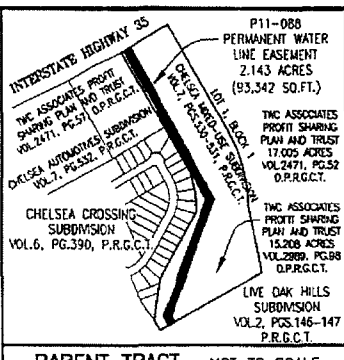 INTERSTATE HIGHWAY 35
P11-088
PERMANENT WATER
LINE EASEMENT
2.143 ACRES
(93,342 SQ.FT.)
TWC ASSOCIATES PROFIT
SHARING PLAN AND TRUST
VOL.2471, PG.57,
O.P.R.G.C.T.
CHELSEA AUTOMOTIVES SUBDIVISION
VOL.7, PG.532, P.R.G.C.T.
LOT 1, BLOCK 1
CHELSEA MIXED-USE SUBDIVISION
VOL.7, PGS.530-531, P.R.G.C.T.
TWC ASSOCIATES
PROFIT SHARING
PLAN AND TRUST
17.005 ACRES
VOL.2471, PG.52
O.P.R.G.C.T.
CHELSEA CROSSING
SUBDIVISION
VOL.6, PG.390, P.R.G.C.T.
TWC ASSOCIATES
PROFIT SHARING
PLAN AND TRUST
15.208 ACRES
VOL.2989, PG.98
O.P.R.G.C.T.
LIVE OAK HILLS
SUBDIVISION
VOL.2, PGS.146-147
P.R.G.C.T.
PARENT TRACT NOT TO SCALE